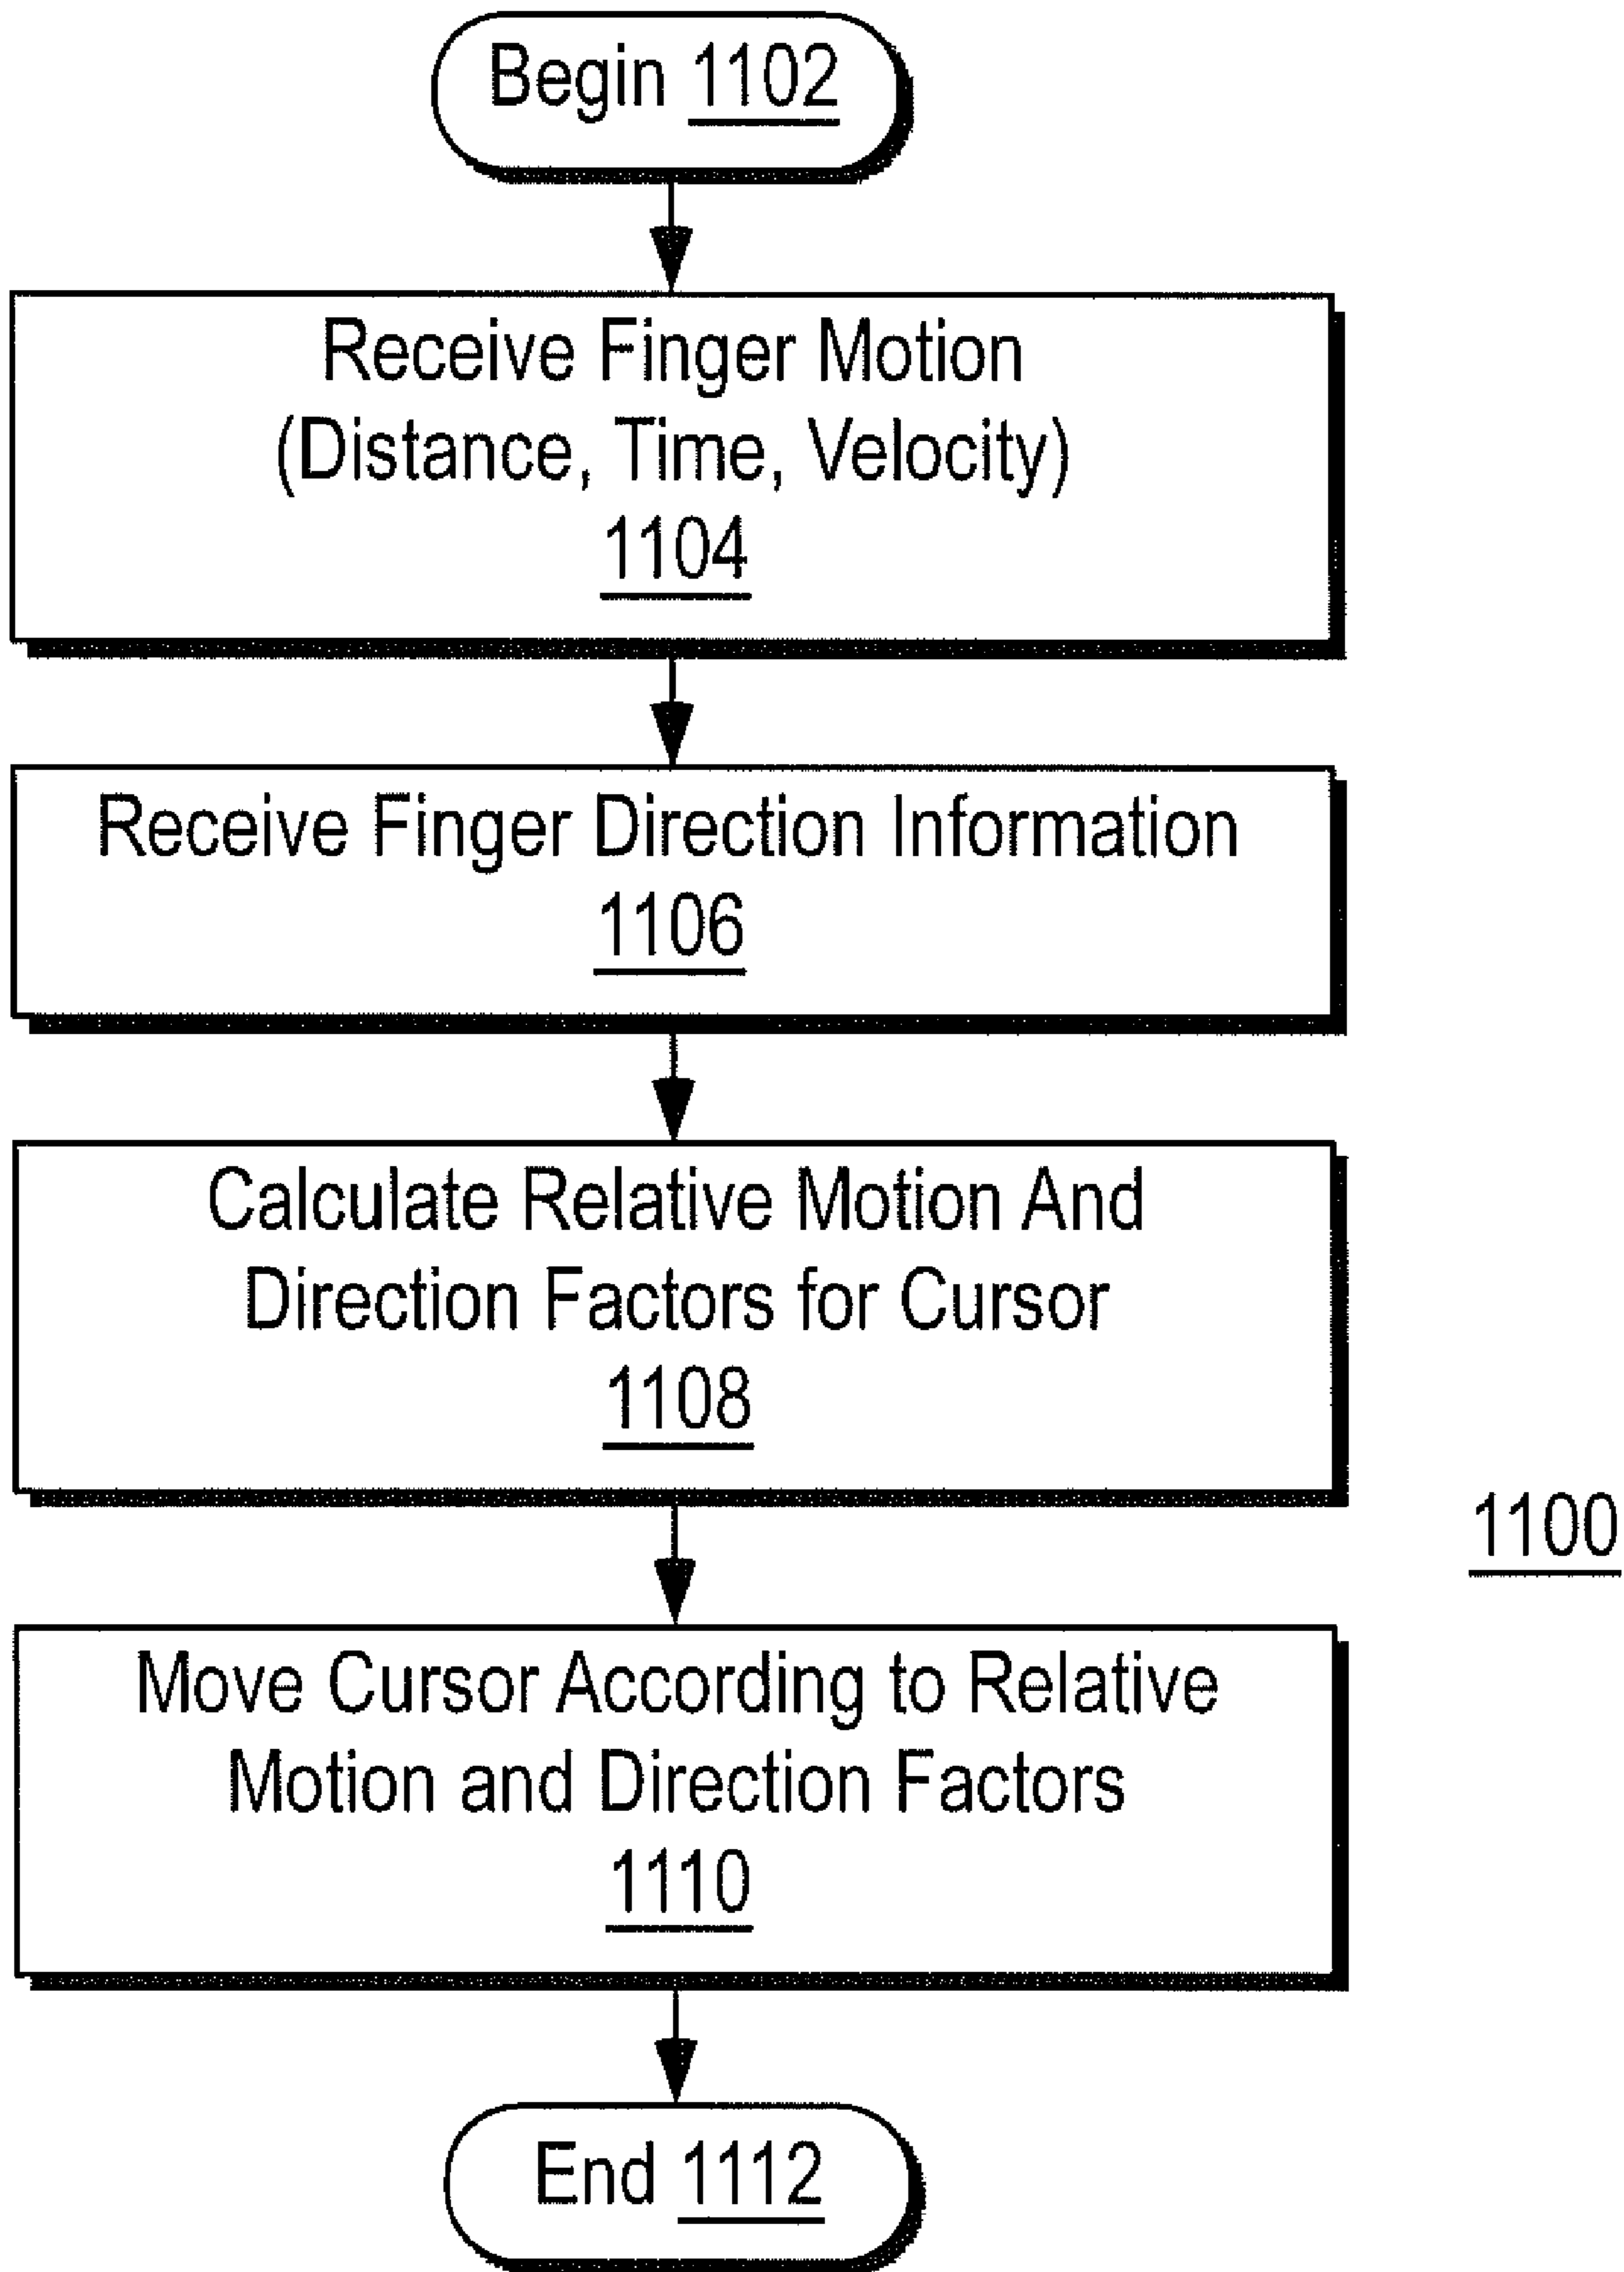 Begin 1102
Receive Finger Motion
(Distance, Time, Velocity)
1104
Receive Finger Direction Information
1106
Calculate Relative Motion And
Direction Factors for Cursor
1108
1100
Move Cursor According to Relative
Motion and Direction Factors
1110
End 1112